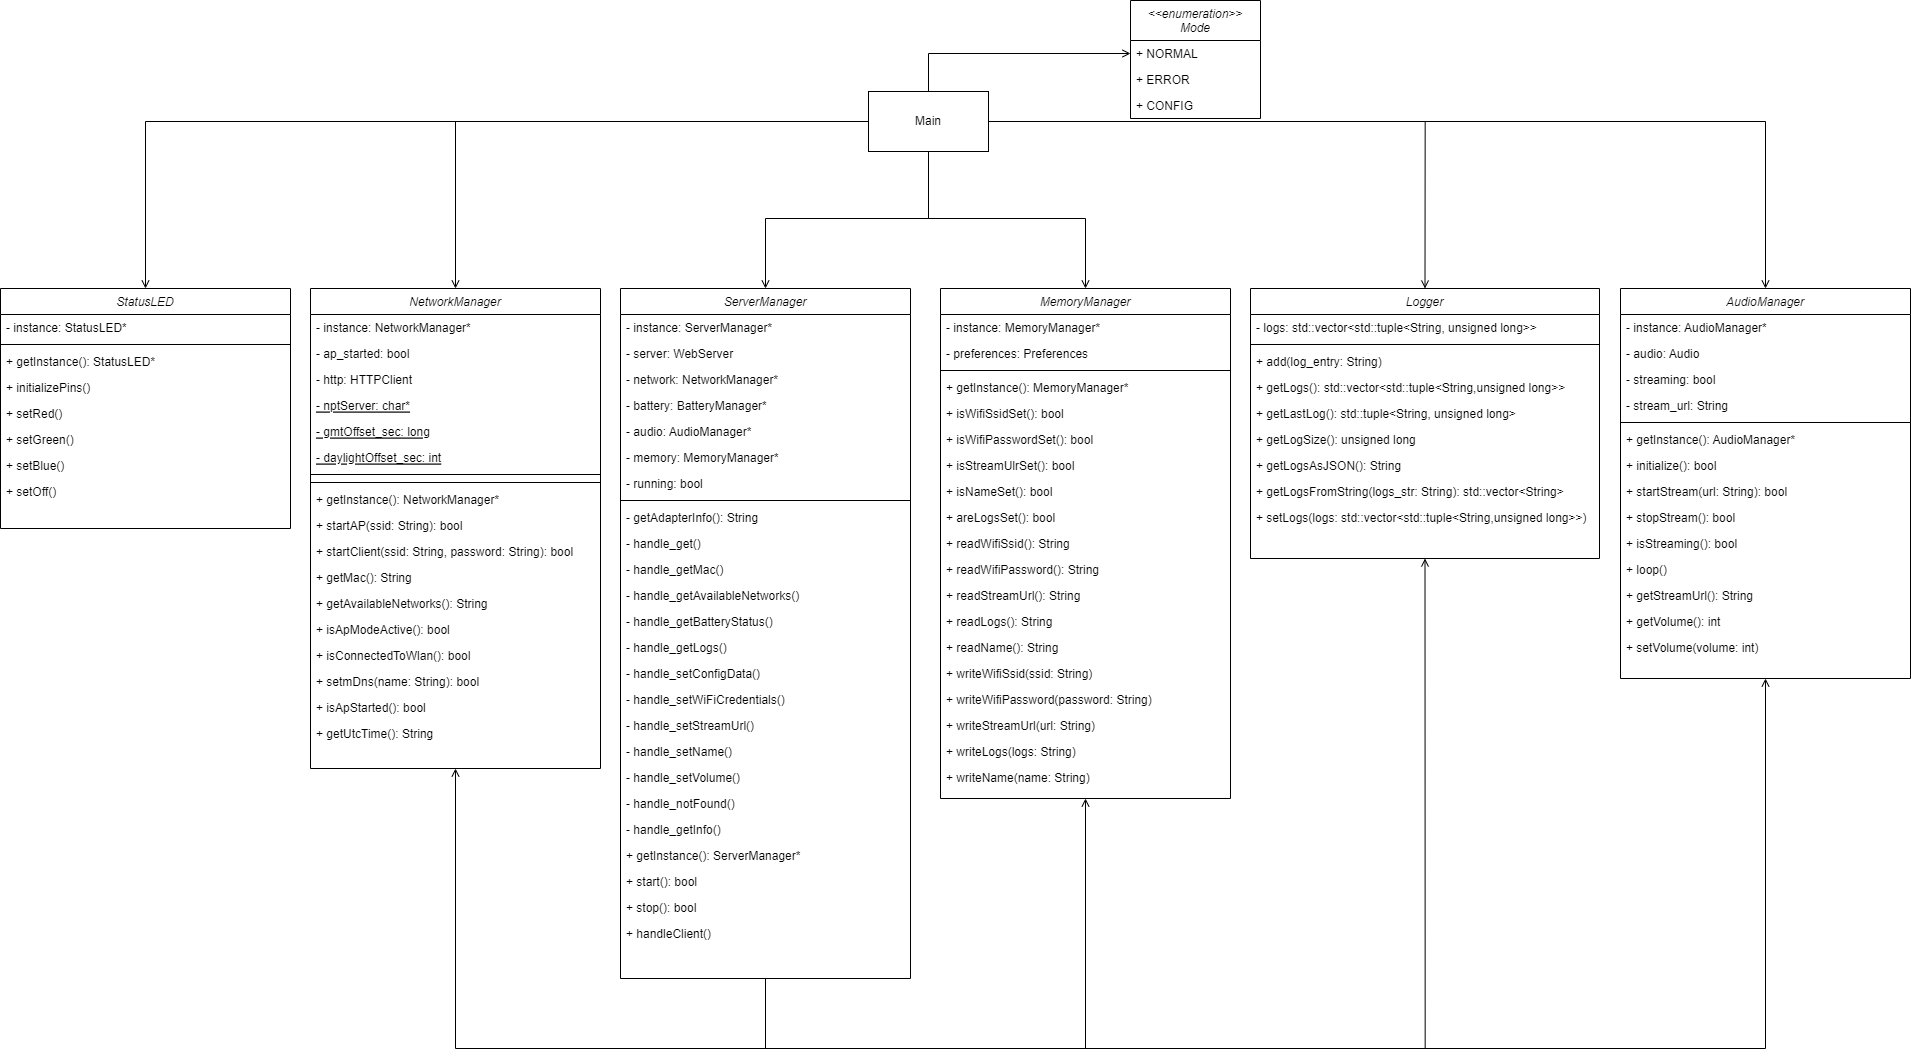 <<enumeration>>
Mode
+ NORMAL
+ ERROR
+ CONFIG
Main
StatusLED
- instance: StatusLED*
+ getInstance(): StatusLED*
+ initializePins()
+ setRed()
+ setGreen()
+ setBlue()
+ setOff()
NetworkManager
- instance: NetworkManager*
- ap_started: bool
- http: HTTPClient
- nptServer: char*
- gmtOffset_sec: long
- daylightOffset_sec: int
+ getInstance(): NetworkManager*
+ startAP(ssid: String): bool
+ startClient(ssid: String, password: String): bool
+ getMac(): String
+ getAvailableNetworks(): String
+ isApModeActive(): bool
+ isConnectedToWlan(): bool
+ setmDns(name: String): bool
+ isApStarted(): bool
+ getUtcTime(): String
ServerManager
- instance: ServerManager*
- server: WebServer
- network: NetworkManager*
- battery: BatteryManager*
- audio: AudioManager*
- memory: MemoryManager*
- running: bool
- getAdapterInfo(): String
- handle_get()
- handle_getMac()
- handle_getAvailableNetworks()
- handle_getBatteryStatus()
- handle_getLogs()
- handle_setConfigData()
- handle_setWiFiCredentials()
- handle_setStreamUrl()
- handle_setName()
- handle_setVolume()
- handle_notFound()
- handle_getInfo()
+ getInstance(): ServerManager*
+ start(): bool
+ stop(): bool
+ handleClient()
MemoryManager
- instance: MemoryManager*
- preferences: Preferences
+ getInstance(): MemoryManager*
+ isWifiSsidSet(): bool
+ isWifiPasswordSet(): bool
+ isStreamUlrSet(): bool
+ isNameSet(): bool
+ areLogsSet(): bool
+ readWifiSsid(): String
+ readWifiPassword(): String
+ readStreamUrl(): String
+ readLogs(): String
+ readName(): String
+ writeWifiSsid(ssid: String)
+ writeWifiPassword(password: String)
+ writeStreamUrl(url: String)
+ writeLogs(logs: String)
+ writeName(name: String)
Logger
- logs: std::vector<std::tuple<String, unsigned long>>
+ add(log_entry: String)
+ getLogs(): std::vector<std::tuple<String,unsigned long>>
+ getLastLog(): std::tuple<String, unsigned long>
+ getLogSize(): unsigned long
+ getLogsAsJSON(): String
+ getLogsFromString(logs_str: String): std::vector<String>
+ setLogs(logs: std::vector<std::tuple<String,unsigned long>>)
AudioManager
- instance: AudioManager*
- audio: Audio
- streaming: bool
- stream_url: String
+ getInstance(): AudioManager*
+ initialize(): bool
+ startStream(url: String): bool
+ stopStream(): bool
+ isStreaming(): bool
+ loop()
+ getStreamUrl(): String
+ getVolume(): int
+ setVolume(volume: int)